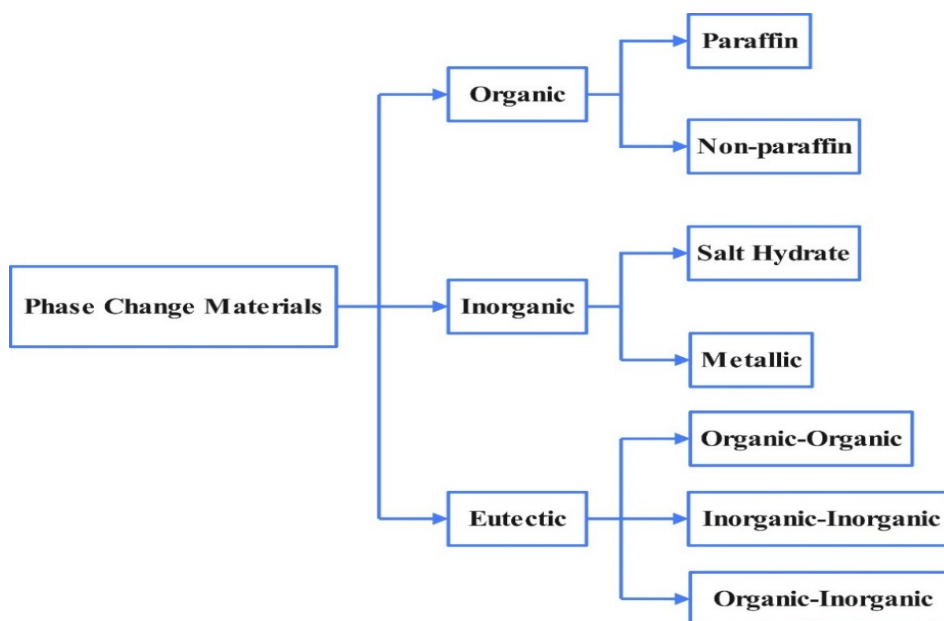 Phase Change Materials
Organic
Paraffin
Non-paraffin
Inorganic
Salt Hydrate
Metallic
Eutectic
Organic-Organic
Inorganic-Inorganic
Organic-Inorganic